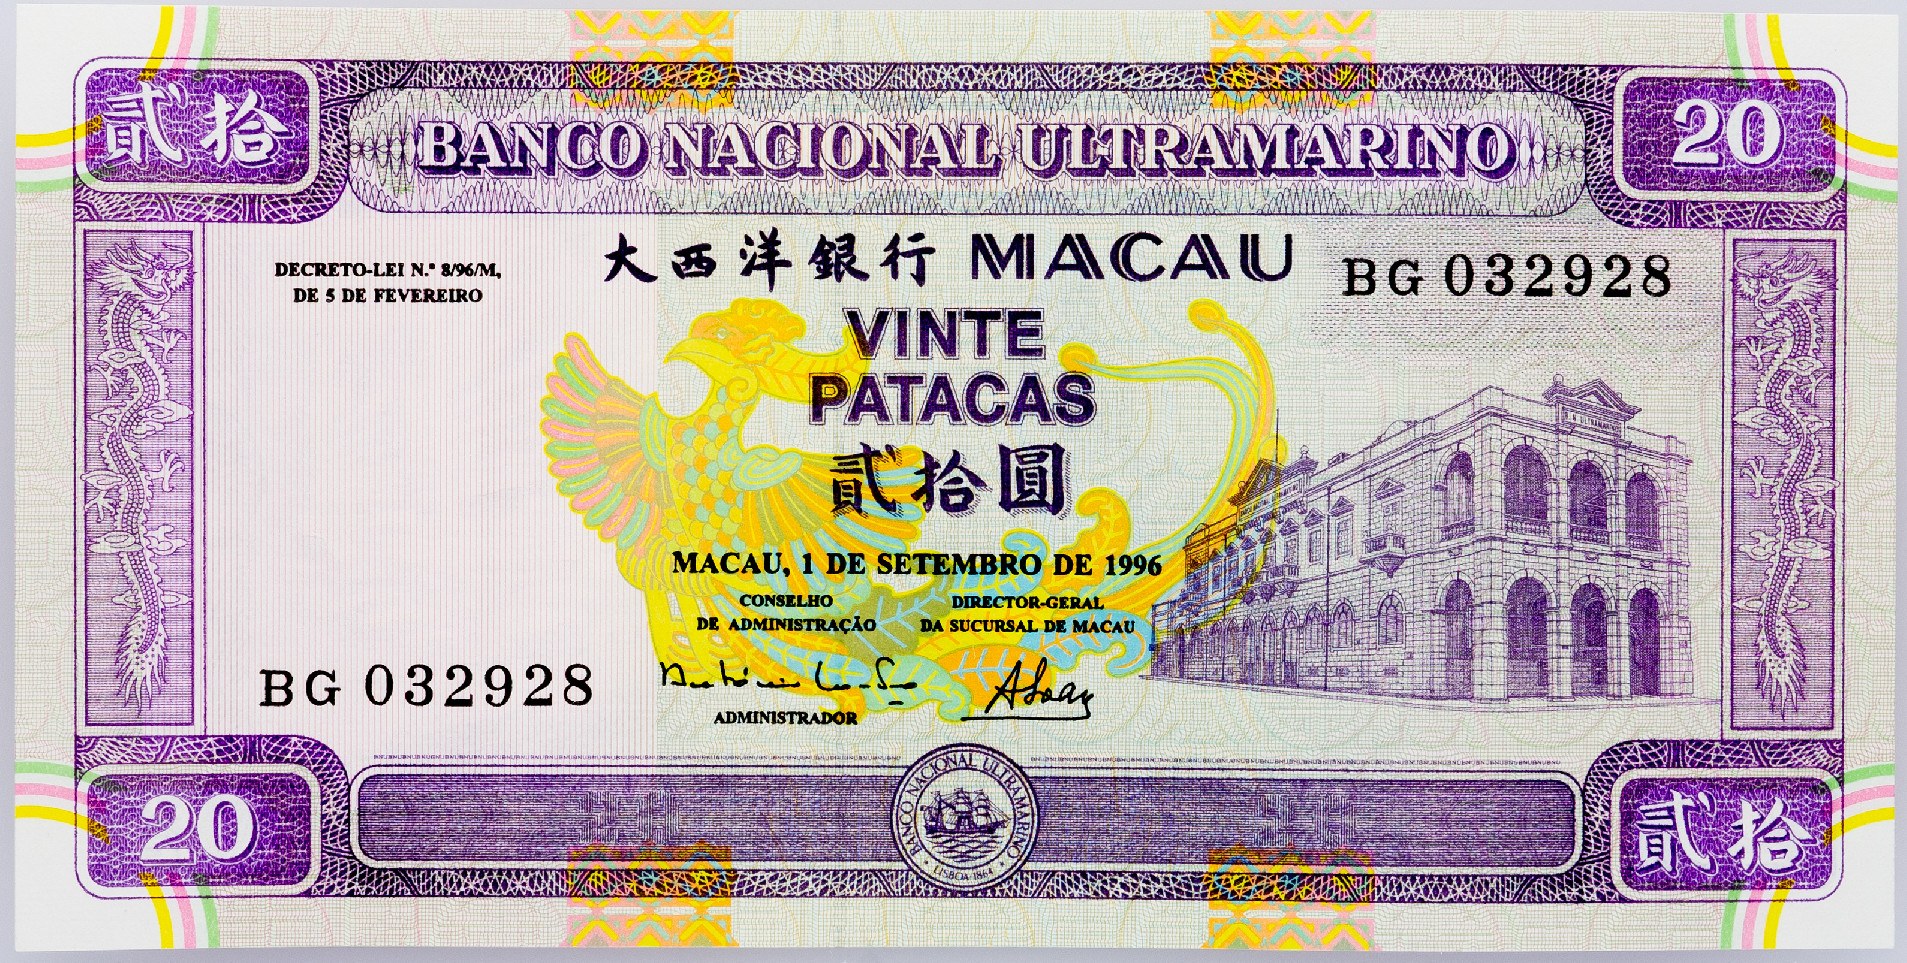 貳拾
BANCO NACIONAL ULTRAMARINO
20
大西洋銀行 MACAU
DECRETO-LEI N.º 8/96/M,
DE 5 DE FEVEREIRO
BG 032928
VINTE
PATACAS
貳拾圓
ULTRAMARINO
MACAU, 1 DE SETEMBRO DE 1996
CONSELHO
DE ADMINISTRAÇÃO
DIRECTOR-GERAL
DA SUCURSAL DE MACAU
BG 032928
ADMINISTRADOR
20
BANCO NACIONAL ULTRAMARINO
LISBOA 1864
貳拾